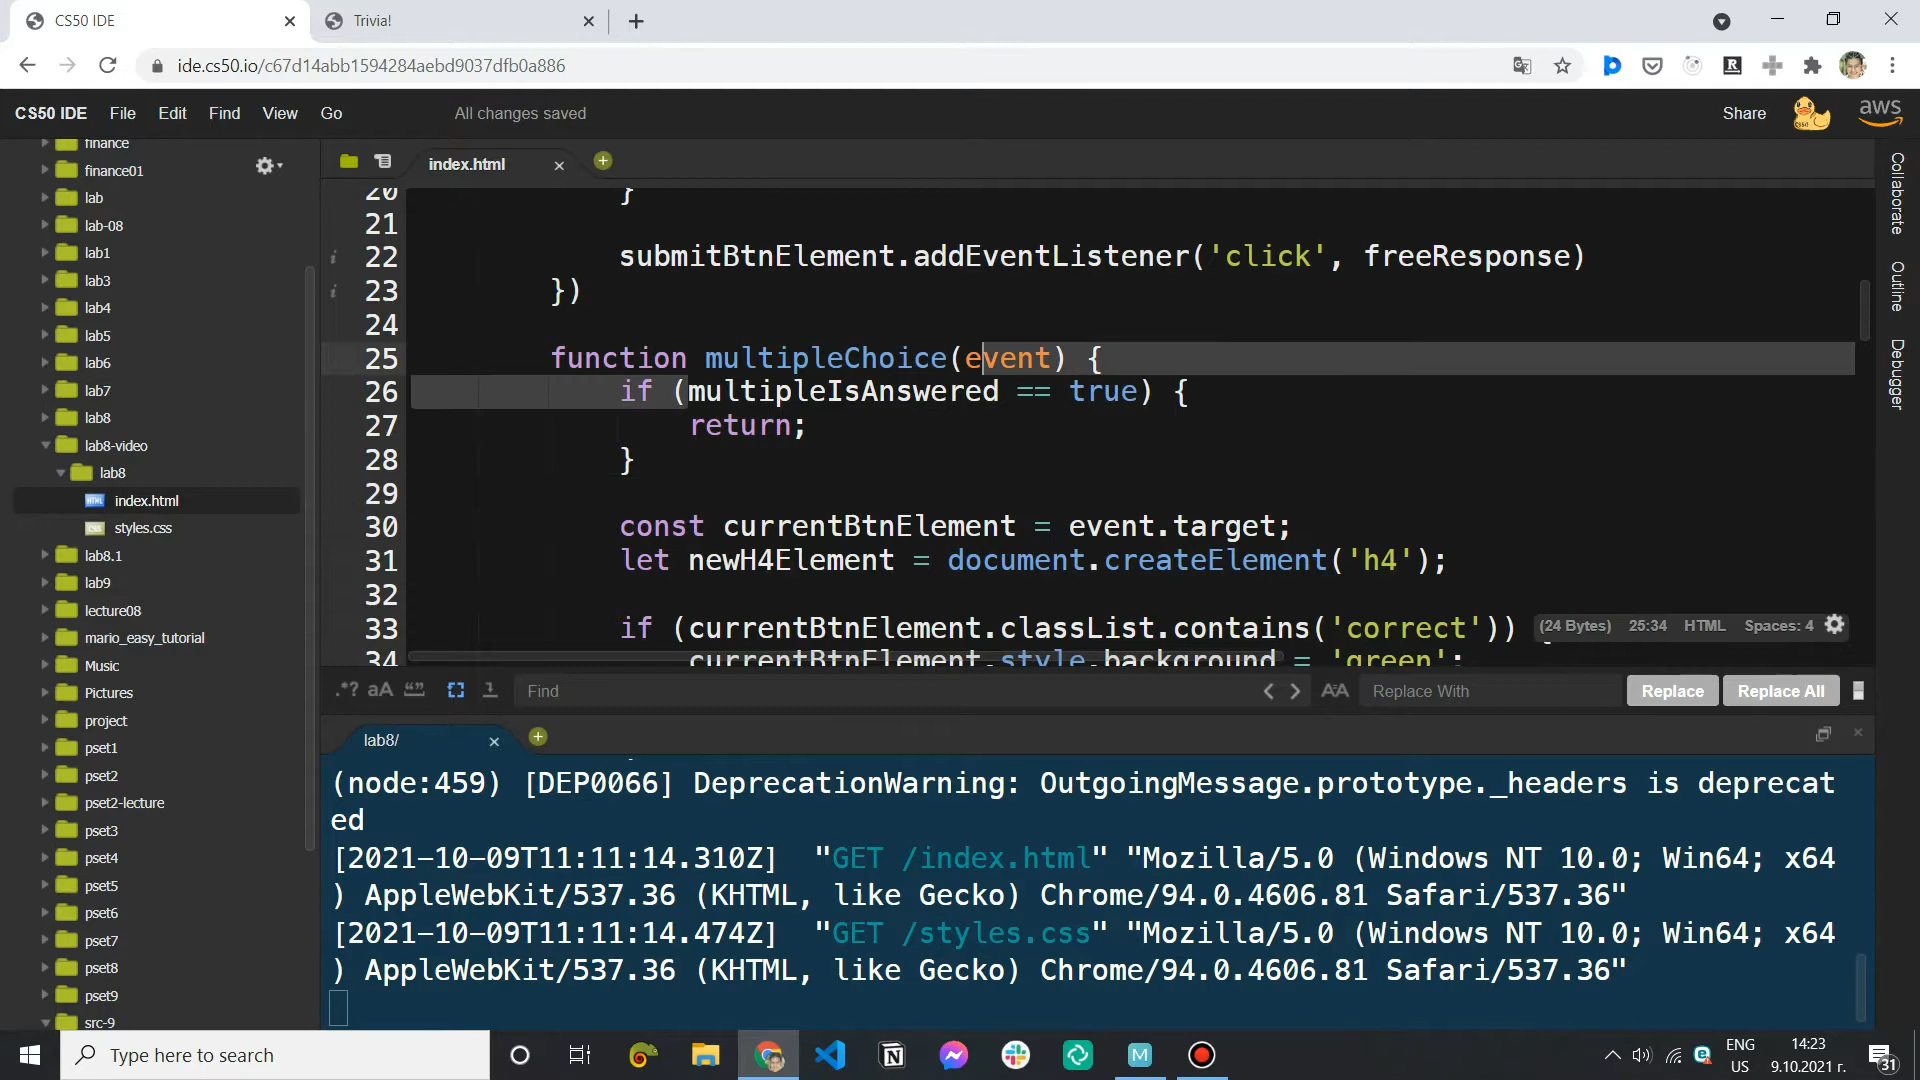 CS50 IDE
Trivia!
ide.cs50.io/c67d14abb1594284aebd9037dfb0a886
CS50 IDE File Edit Find View Go All changes saved Share aws
finance
finance01
lab
lab-08
lab1
lab3
lab4
lab5
lab6
lab7
lab8
lab8-video
lab8
index.html
styles.css
lab8.1
lab9
lecture08
mario_easy_tutorial
Music
Pictures
project
pset1
pset2
pset2-lecture
pset3
pset4
pset5
pset6
pset7
pset8
pset9
src-9
index.html
20 }
21
22 submitBtnElement.addEventListener('click', freeResponse)
23 })
24
25 function multipleChoice(event) {
26 if (multipleIsAnswered == true) {
27 return;
28 }
29
30 const currentBtnElement = event.target;
31 let newH4Element = document.createElement('h4');
32
33 if (currentBtnElement.classList.contains('correct')) {
34 currentBtnElement.style.background = 'green';
(24 Bytes) 25:34 HTML Spaces: 4
Collaborate
Outline
Debugger
.*? aA “” Find Replace With Replace Replace All
lab8/
(node:459) [DEP0066] DeprecationWarning: OutgoingMessage.prototype._headers is deprecat
ed
[2021-10-09T11:11:14.310Z] "GET /index.html" "Mozilla/5.0 (Windows NT 10.0; Win64; x64
) AppleWebKit/537.36 (KHTML, like Gecko) Chrome/94.0.4606.81 Safari/537.36"
[2021-10-09T11:11:14.474Z] "GET /styles.css" "Mozilla/5.0 (Windows NT 10.0; Win64; x64
) AppleWebKit/537.36 (KHTML, like Gecko) Chrome/94.0.4606.81 Safari/537.36"
Type here to search
ENG
US
14:23
9.10.2021 г.
31